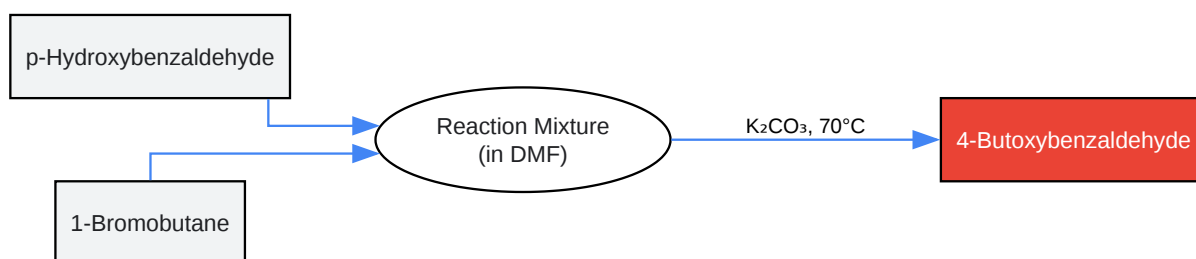 p-Hydroxybenzaldehyde
Reaction Mixture
(in DMF)
K₂CO₃, 70°C
4-Butoxybenzaldehyde
1-Bromobutane